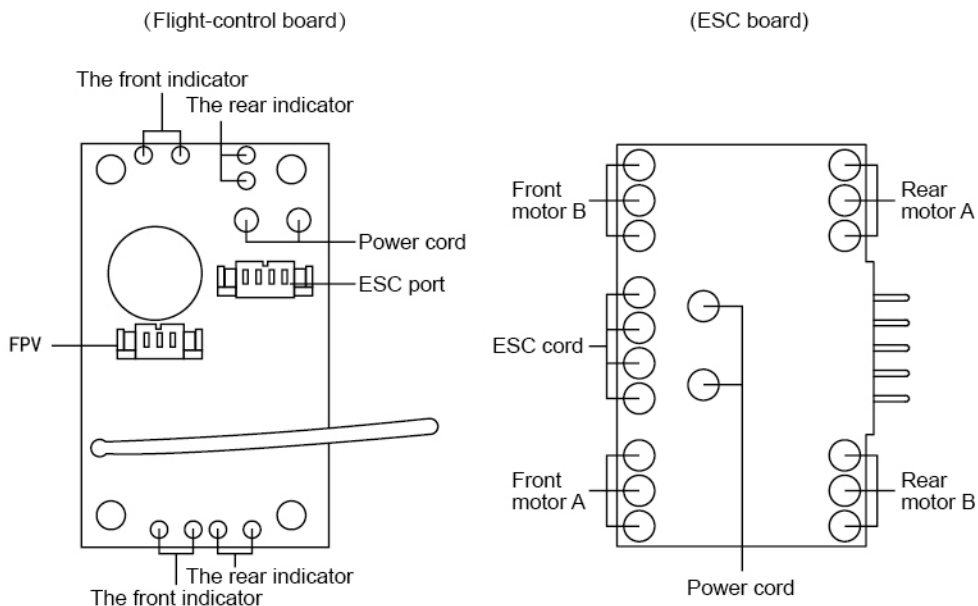 (Flight-control board)
The front indicator
The rear indicator
Power cord
ESC port
FPV
The rear indicator
The front indicator
(ESC board)
Front
motor B
Rear
motor A
ESC cord
Front
motor A
Rear
motor B
Power cord